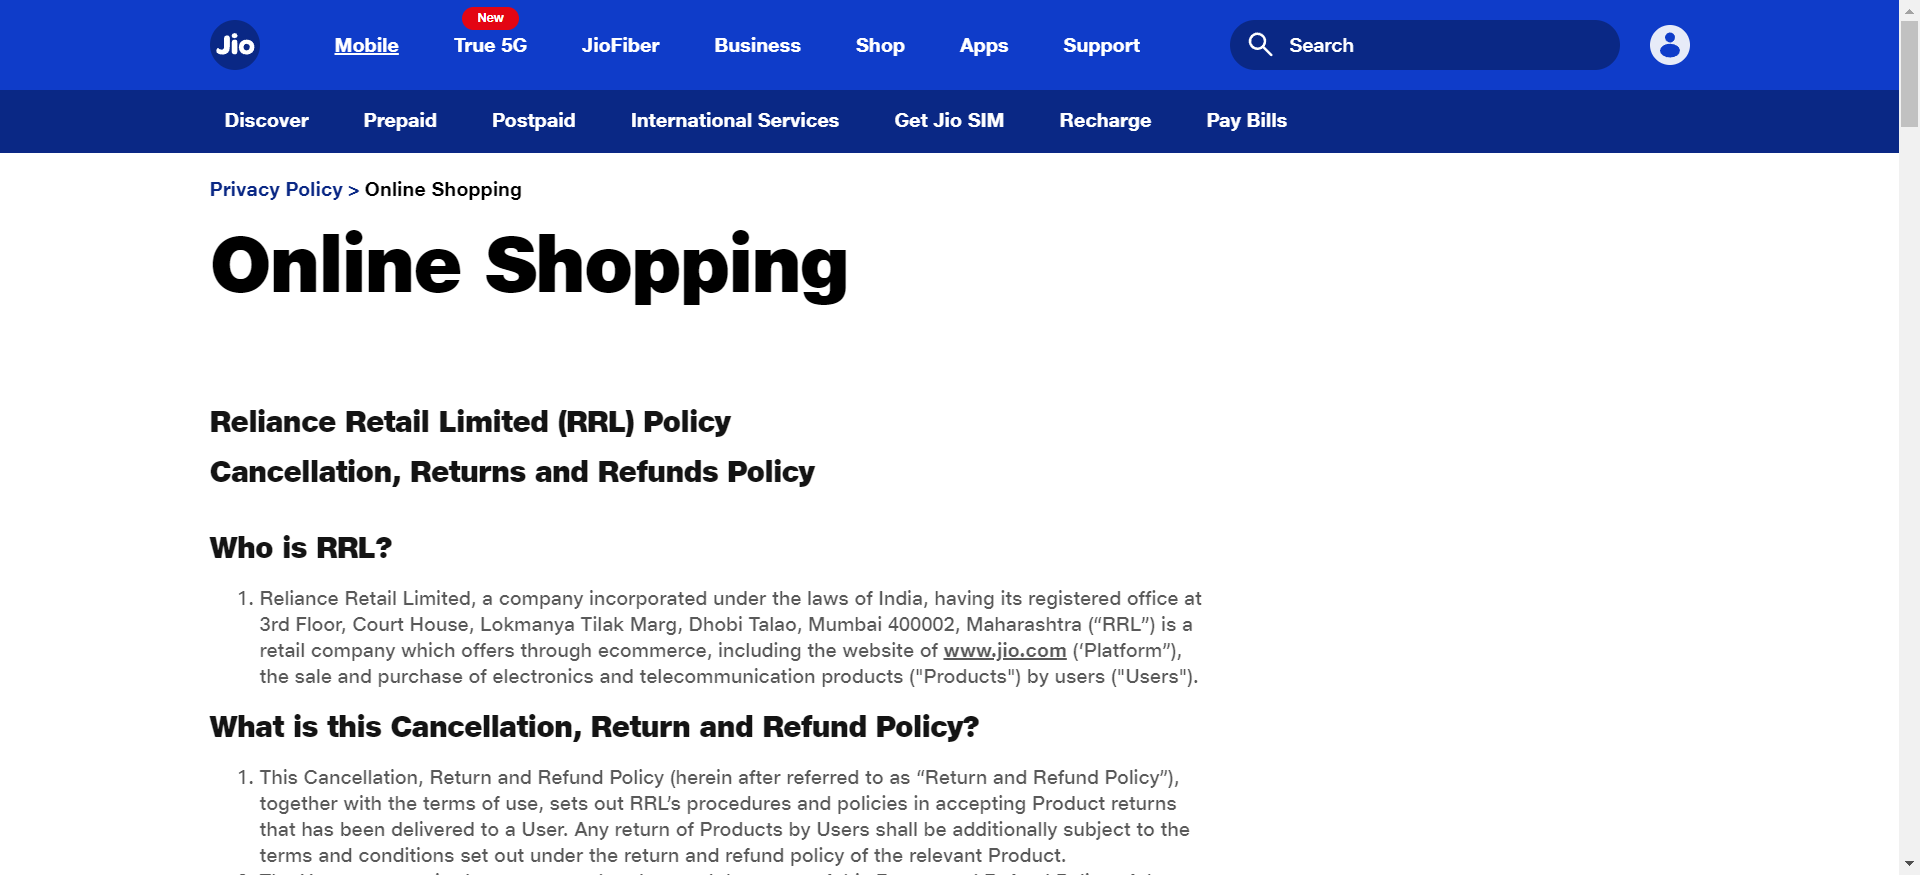 New
Jio
Mobile
True 5G
JioFiber
Business
Shop
Apps
Support
Search
Discover
Prepaid
Postpaid
International Services
Get Jio SIM
Recharge
Pay Bills
Privacy Policy > Online Shopping
Online Shopping
Reliance Retail Limited (RRL) Policy
Cancellation, Returns and Refunds Policy
Who is RRL?
1. Reliance Retail Limited, a company incorporated under the laws of India, having its registered office at
3rd Floor, Court House, Lokmanya Tilak Marg, Dhobi Talao, Mumbai 400002, Maharashtra (“RRL”) is a
retail company which offers through ecommerce, including the website of www.jio.com (‘Platform”),
the sale and purchase of electronics and telecommunication products ("Products") by users ("Users").
What is this Cancellation, Return and Refund Policy?
1. This Cancellation, Return and Refund Policy (herein after referred to as “Return and Refund Policy”),
together with the terms of use, sets out RRL’s procedures and policies in accepting Product returns
that has been delivered to a User. Any return of Products by Users shall be additionally subject to the
terms and conditions set out under the return and refund policy of the relevant Product.